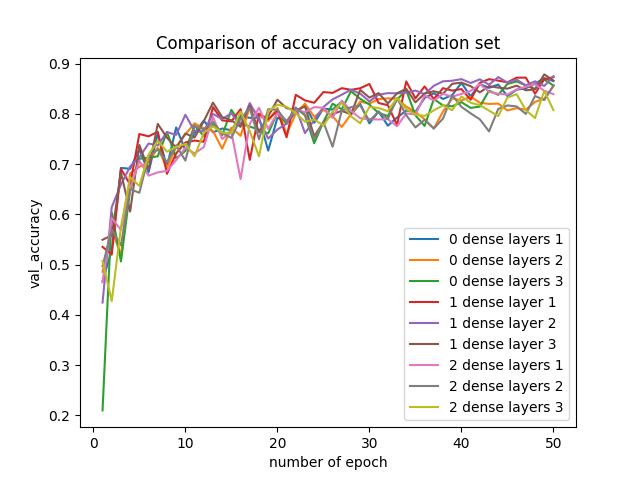 Comparison of accuracy on validation set
0.9
0.8
0.7
0.6
0.5
0.4
0.3
0.2
val_accuracy
0 dense layers 1
0 dense layers 2
0 dense layers 3
1 dense layer 1
1 dense layer 2
1 dense layer 3
2 dense layers 1
2 dense layers 2
2 dense layers 3
0 10 20 30 40 50
number of epoch